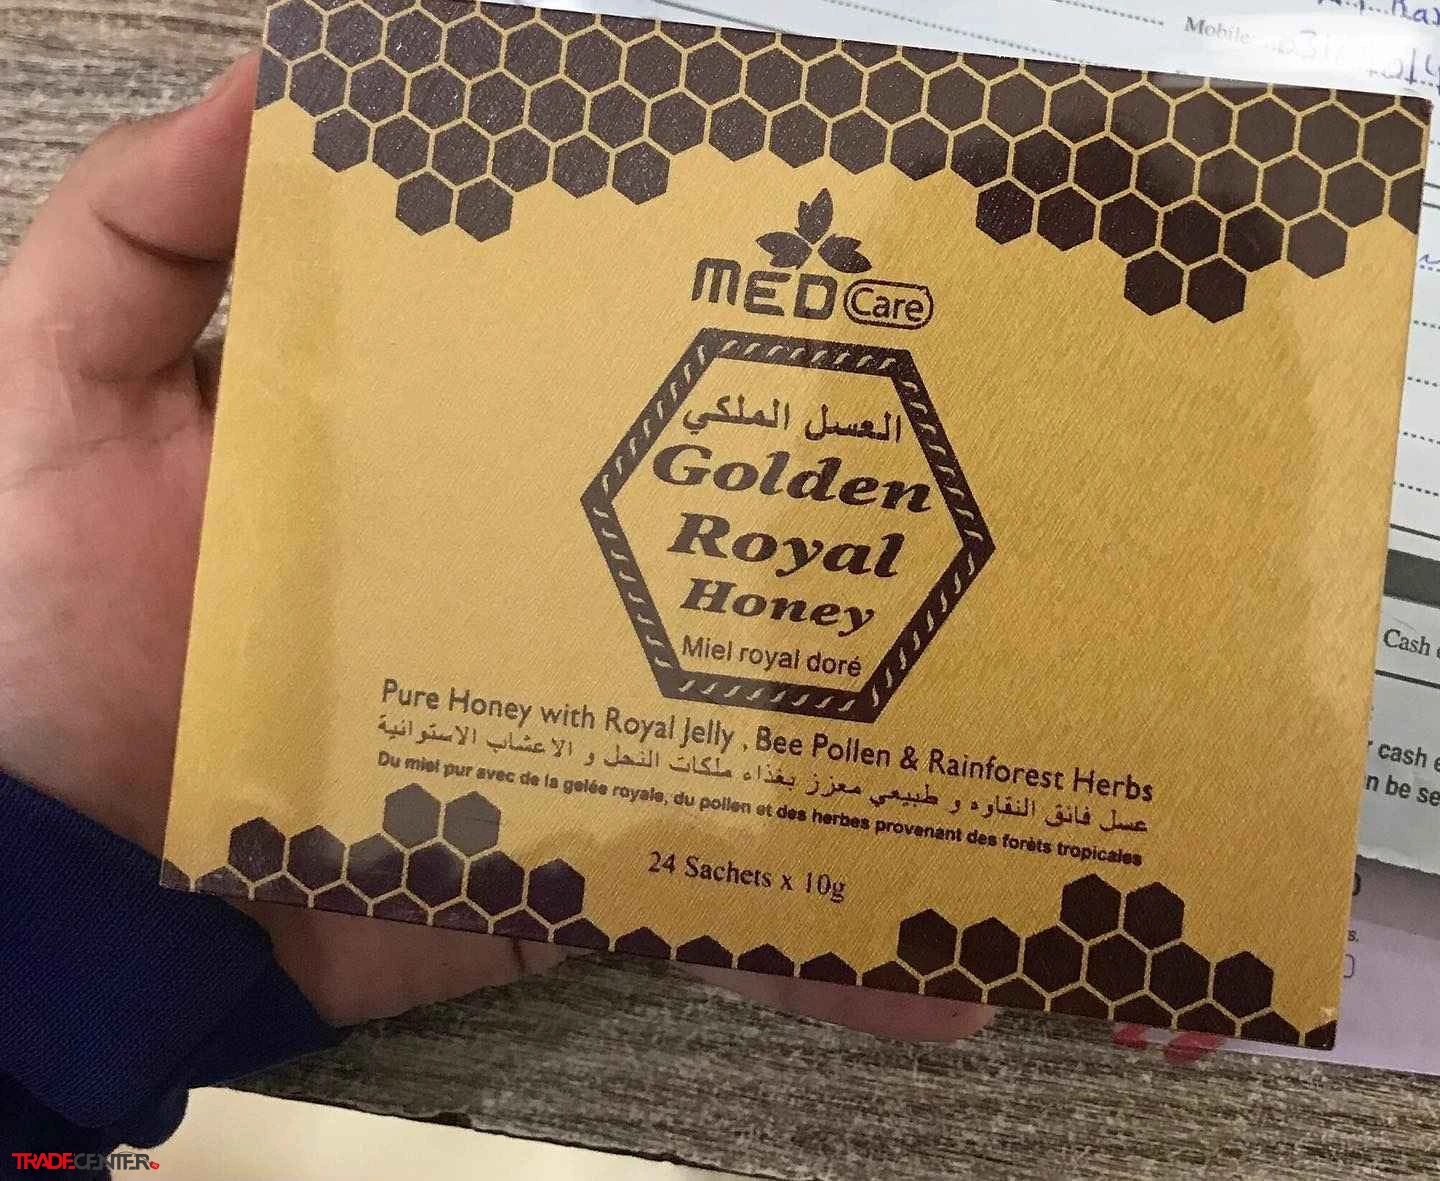 Mobile
MED Care
العسل الملكي
Golden
Royal
Honey
Miel royal doré
Pure Honey with Royal Jelly , Bee Pollen & Rainforest Herbs
عسل فائق النقاوه و طبيعي معزز بغذاء ملكات النحل و الاعشاب الاستوائية
Du miel pur avec de la gelée royale, du pollen et des herbes provenant des forêts tropicales
24 Sachets x 10g
Cash
cash
n be se
TRADECENTER